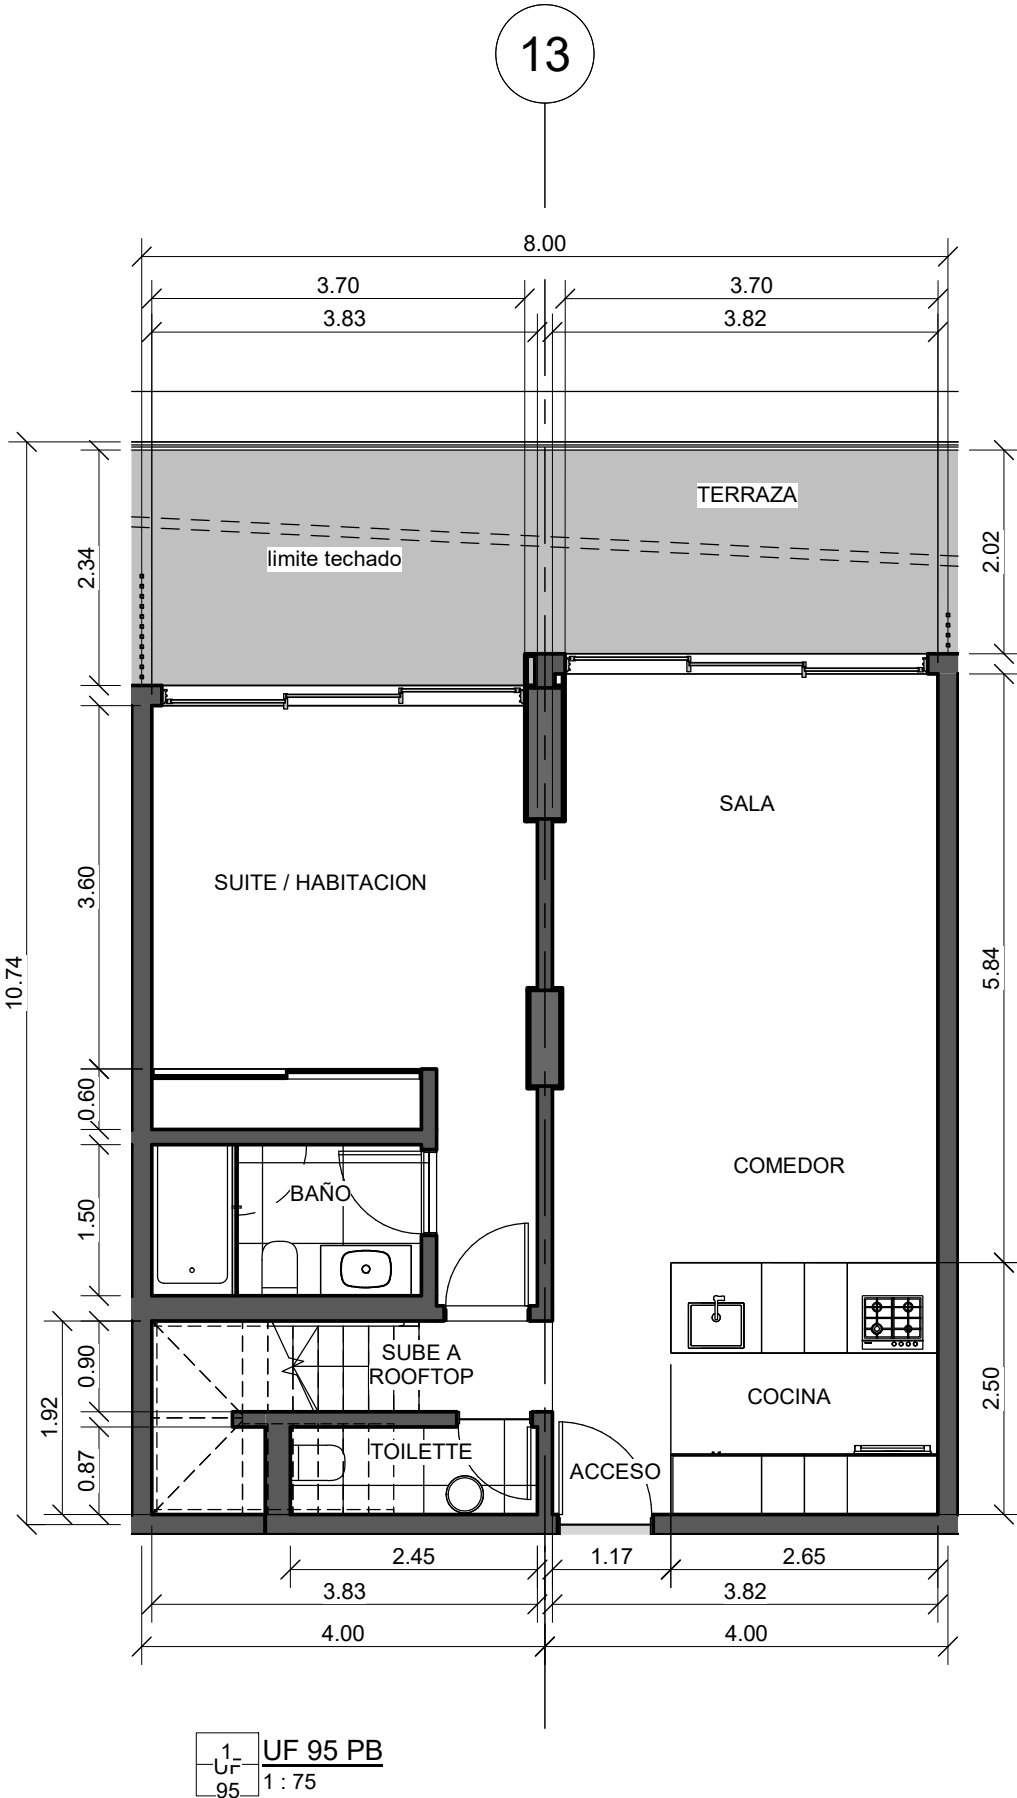 13
8.00
3.70
3.70
3.83
3.82
TERRAZA
limite techado
2.34
2.02
SALA
SUITE / HABITACION
3.60
10.74
5.84
0.60
COMEDOR
BAÑO
1.50
SUBE A
ROOFTOP
0.90
COCINA
2.50
1.92
TOILETTE
0.87
ACCESO
2.45
1.17
2.65
3.83
3.82
4.00
4.00
1
UF
95
UF 95 PB
1 : 75